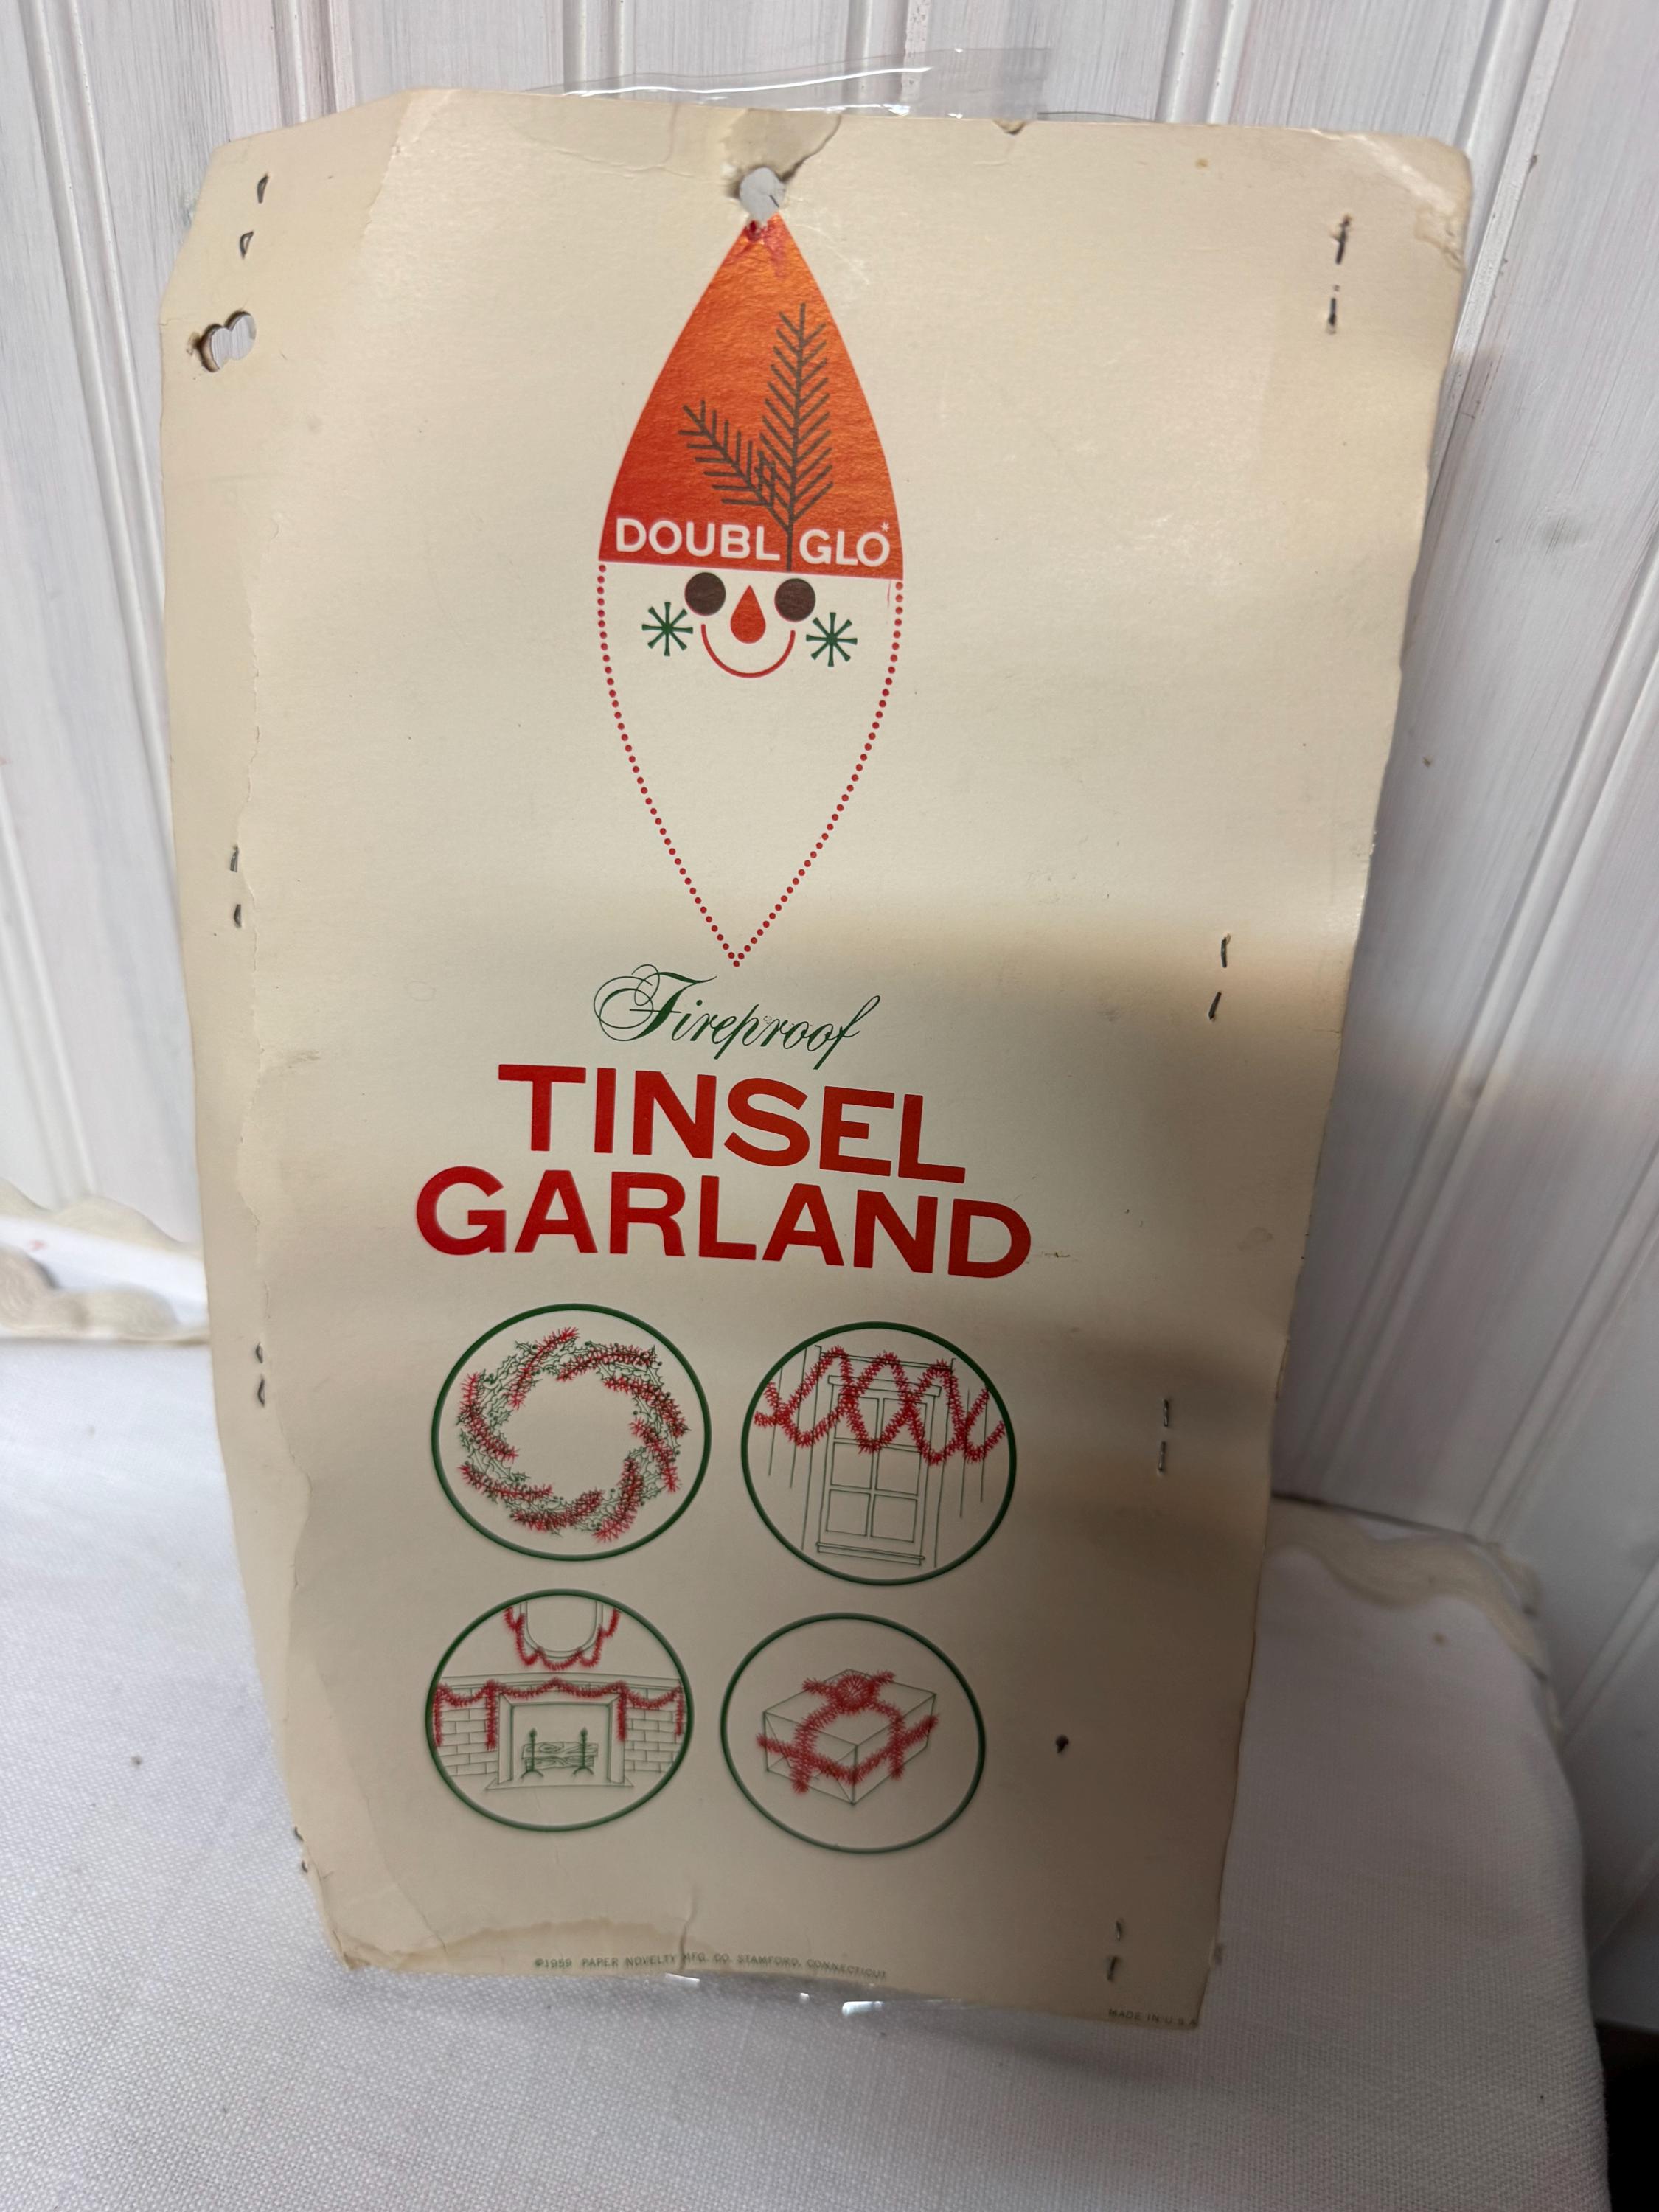 DOUBL GLO*
Fireproof
TINSEL
GARLAND
©1959 PAPER NOVELTY MFG. CO. STAMFORD, CONNECTICUT
MADE IN U.S.A.